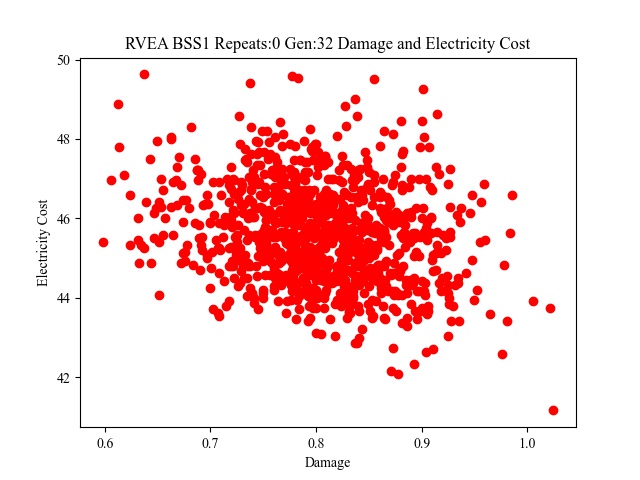 RVEA BSS1 Repeats:0 Gen:32 Damage and Electricity Cost
50
48
46
44
42
Electricity Cost
0.6 0.7 0.8 0.9 1.0
Damage